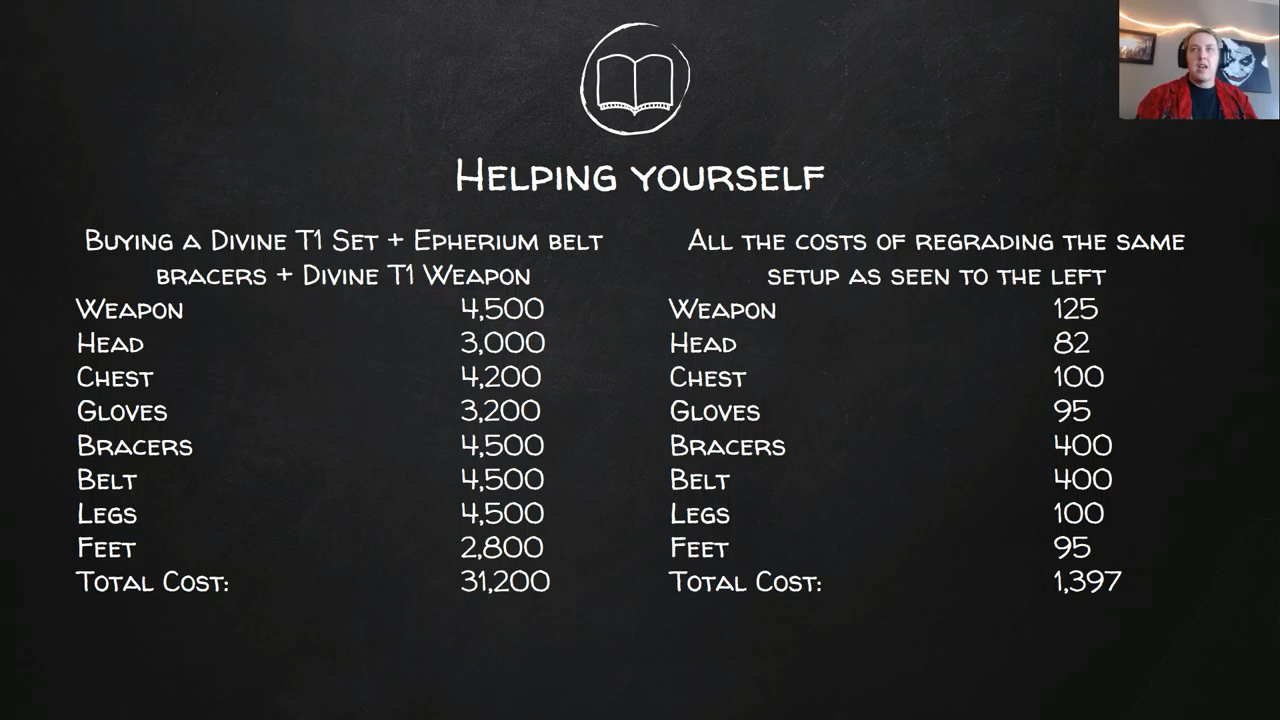 Helping yourself
Buying a Divine T1 Set + Epherium belt
bracers + Divine T1 Weapon
Weapon 4,500
Head 3,000
Chest 4,200
Gloves 3,200
Bracers 4,500
Belt 4,500
Legs 4,500
Feet 2,800
Total Cost: 31,200
All the costs of regrading the same
setup as seen to the left
Weapon 125
Head 82
Chest 100
Gloves 95
Bracers 400
Belt 400
Legs 100
Feet 95
Total Cost: 1,397